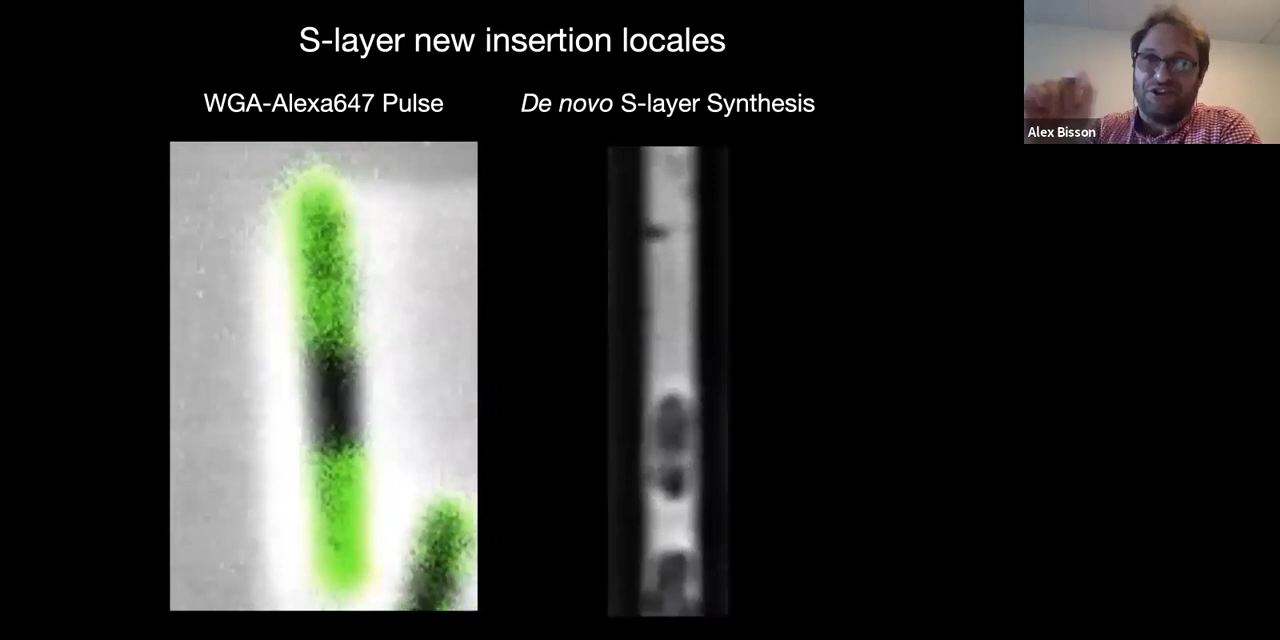 S-layer new insertion locales
WGA-Alexa647 Pulse
De novo S-layer Synthesis
Alex Bisson